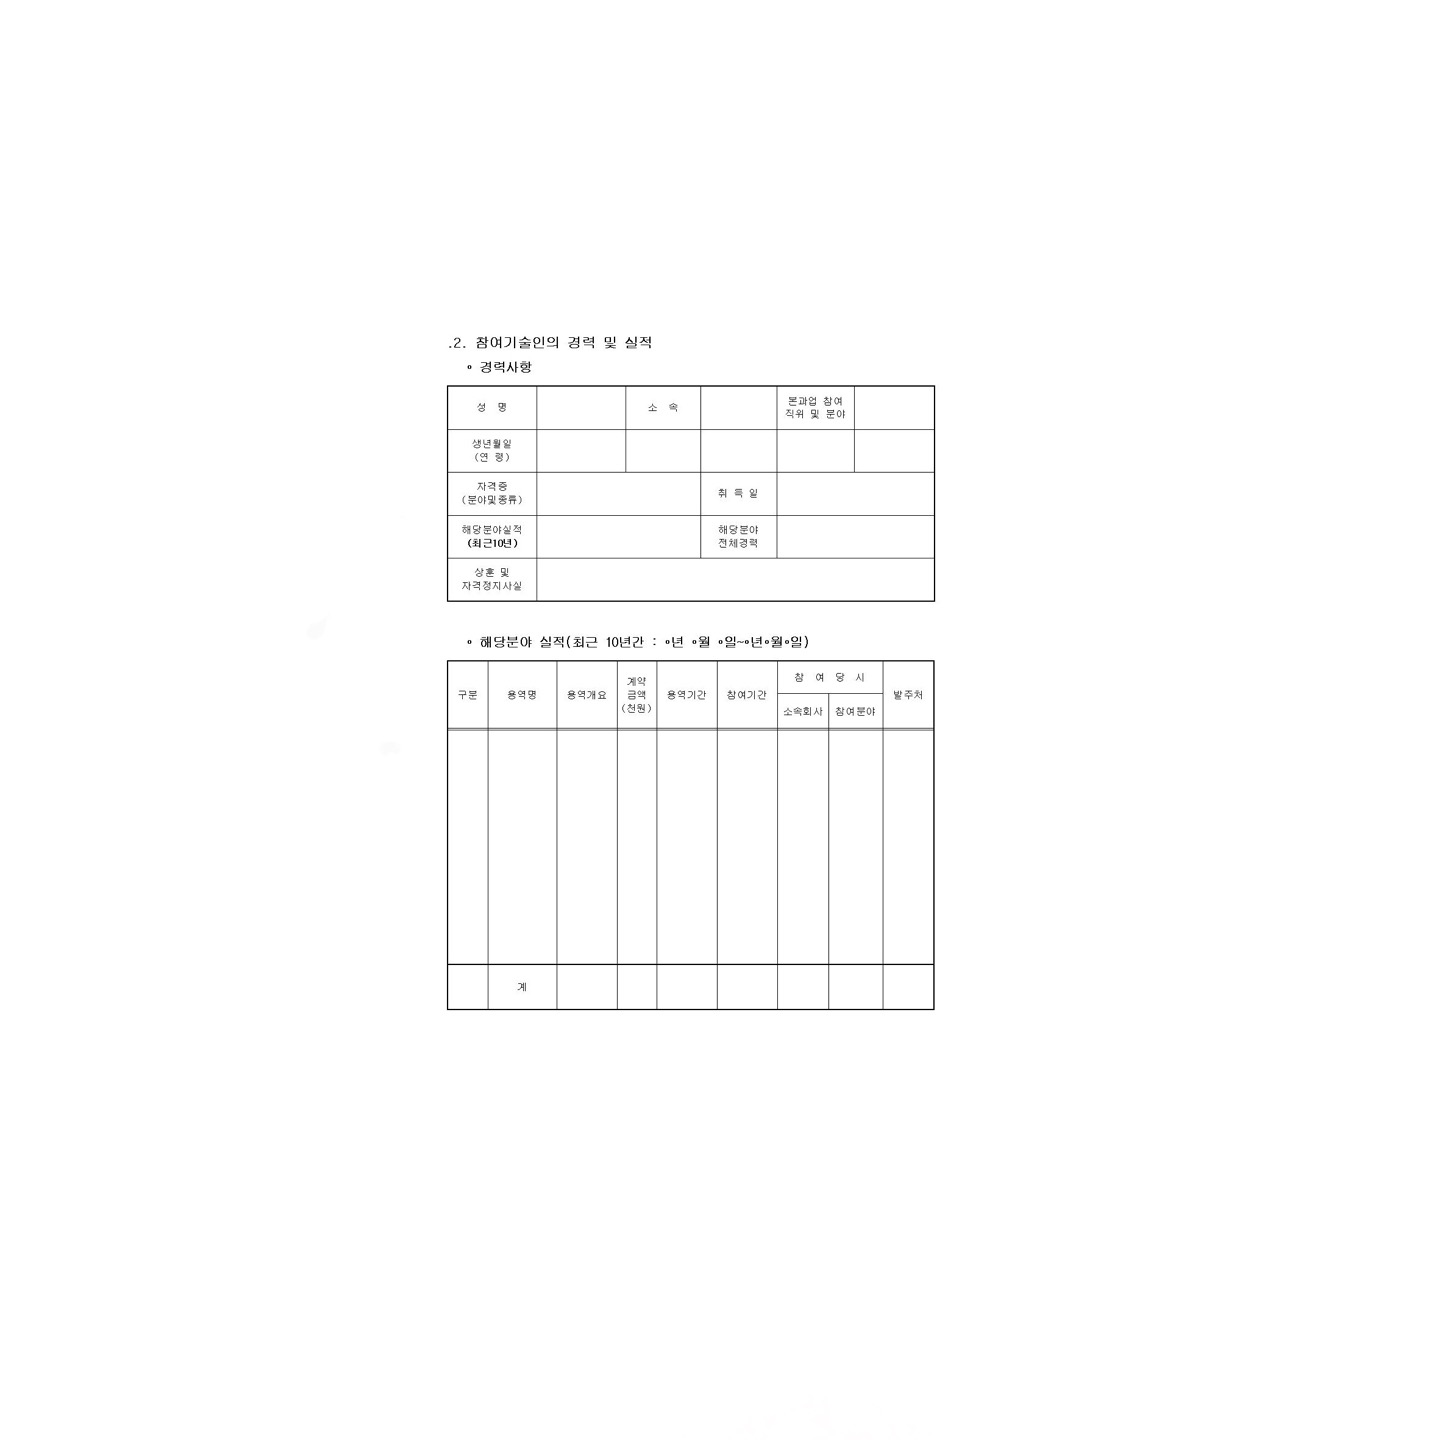 .2. 참여기술인의 경력 및 실적
∘ 경력사항
성 명 소 속 본과업 참여
직위 및 분야
생년월일
(연 령)
자격증
(분야및종류) 취 득 일
해당분야실적
(최근10년)
해당분야
전체경력
상훈 및
자격정지사실
∘ 해당분야 실적(최근 10년간 : ∘년 ∘월 ∘일~∘년∘월∘일)
구분 용역명 용역개요
계약
금액
(천원)
용역기간 참여기간
참 여 당 시
소속회사 참여분야
발주처
계